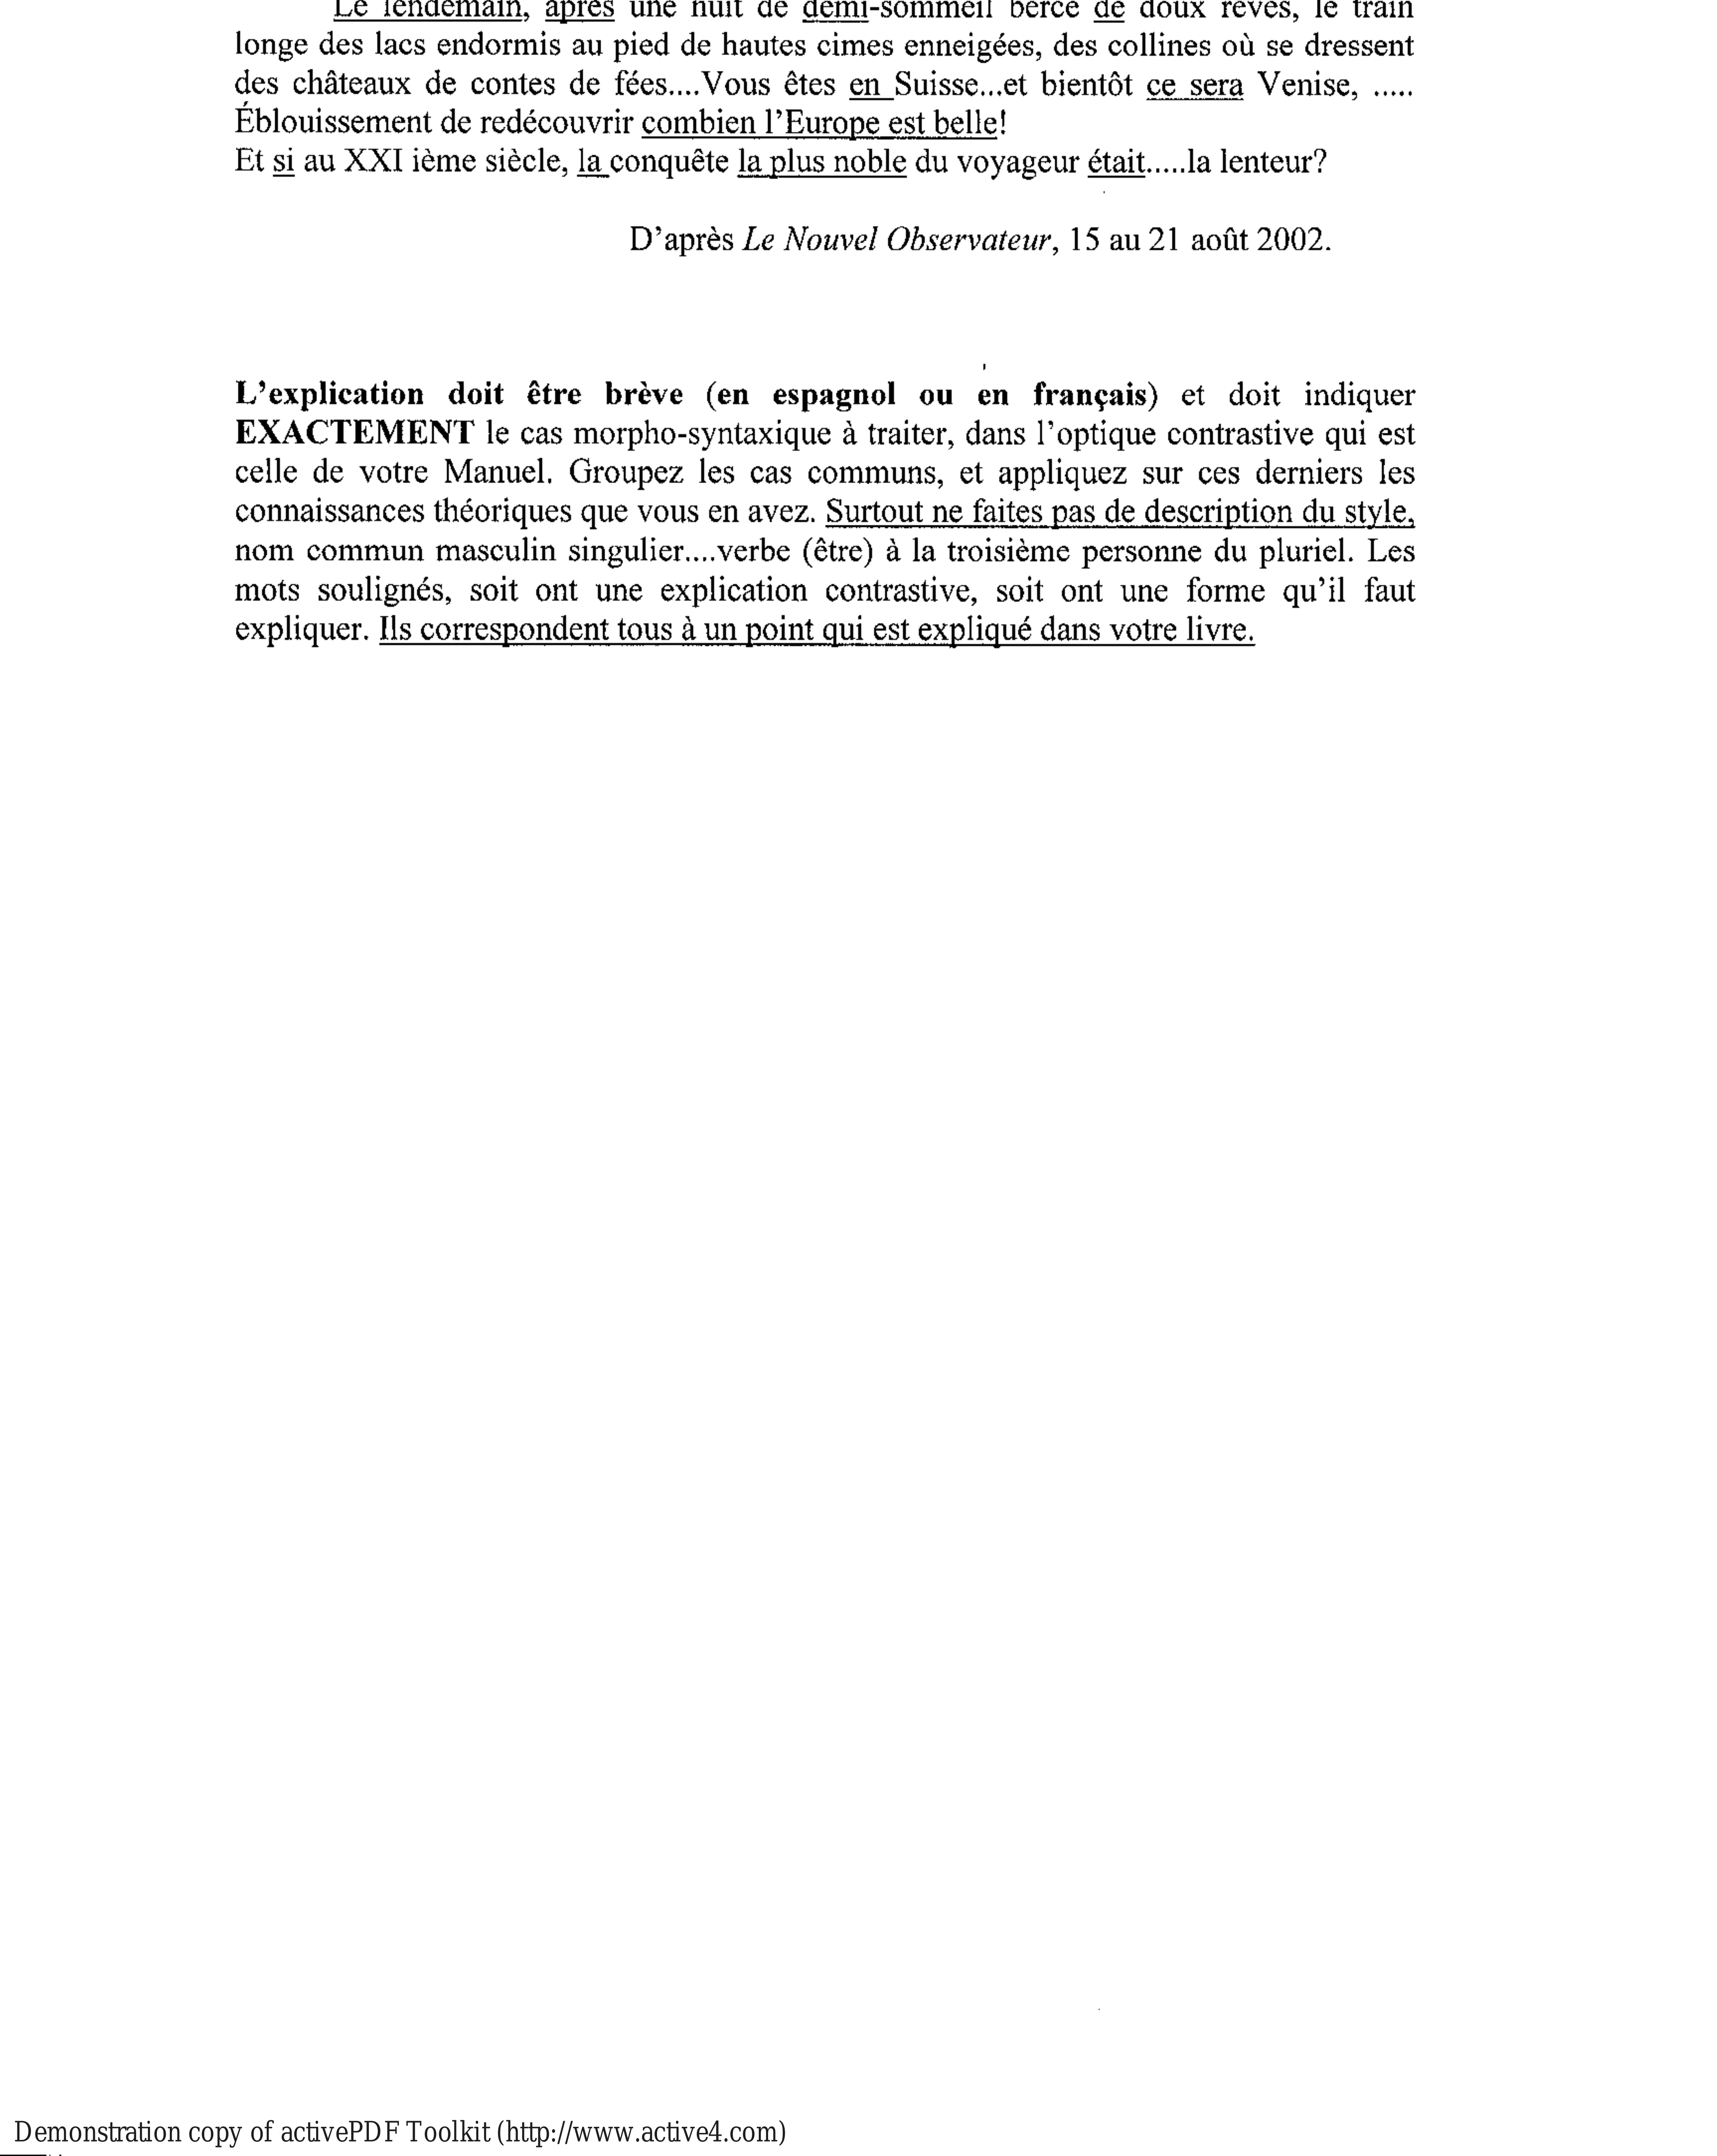 Le lendemain, après une nuit de demi-sommeil bercé de doux rêves, le train
longe des lacs endormis au pied de hautes cimes enneigées, des collines où se dressent
des châteaux de contes de fées....Vous êtes en Suisse...et bientôt ce sera Venise, .....
Éblouissement de redécouvrir combien l'Europe est belle!
Et si au XXI ième siècle, la conquête la plus noble du voyageur était.....la lenteur?
D'après Le Nouvel Observateur, 15 au 21 août 2002.
L'explication doit être brève (en espagnol ou en français) et doit indiquer
EXACTEMENT le cas morpho-syntaxique à traiter, dans l'optique contrastive qui est
celle de votre Manuel. Groupez les cas communs, et appliquez sur ces derniers les
connaissances théoriques que vous en avez. Surtout ne faites pas de description du style,
nom commun masculin singulier....verbe (être) à la troisième personne du pluriel. Les
mots soulignés, soit ont une explication contrastive, soit ont une forme qu'il faut
expliquer. Ils correspondent tous à un point qui est expliqué dans votre livre.
Demonstration copy of activePDF Toolkit (http://www.active4.com)